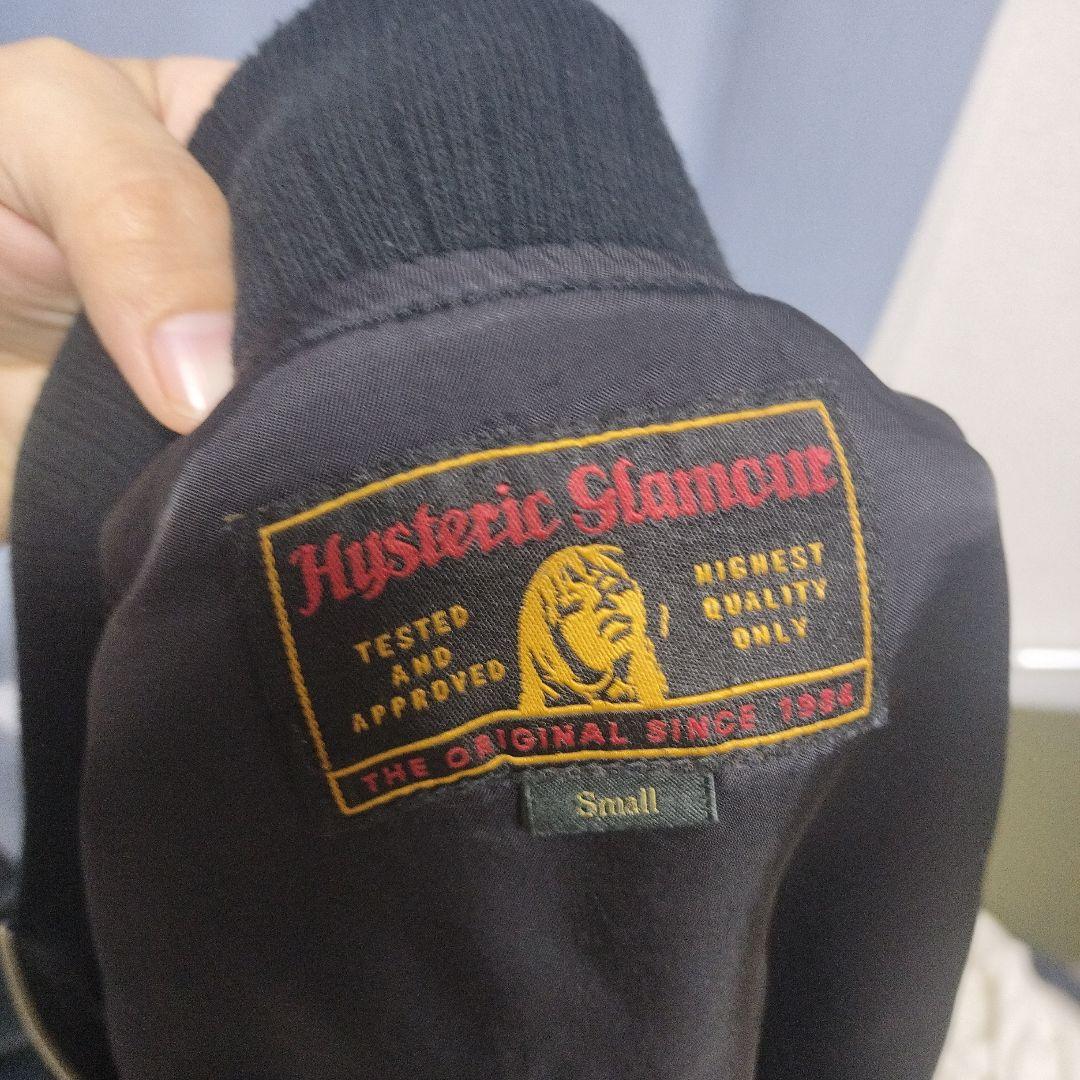 Hysteric Glamour
TESTED
AND
APPROVED
HIGHEST
QUALITY
ONLY
THE ORIGINAL SINCE 1984
Small